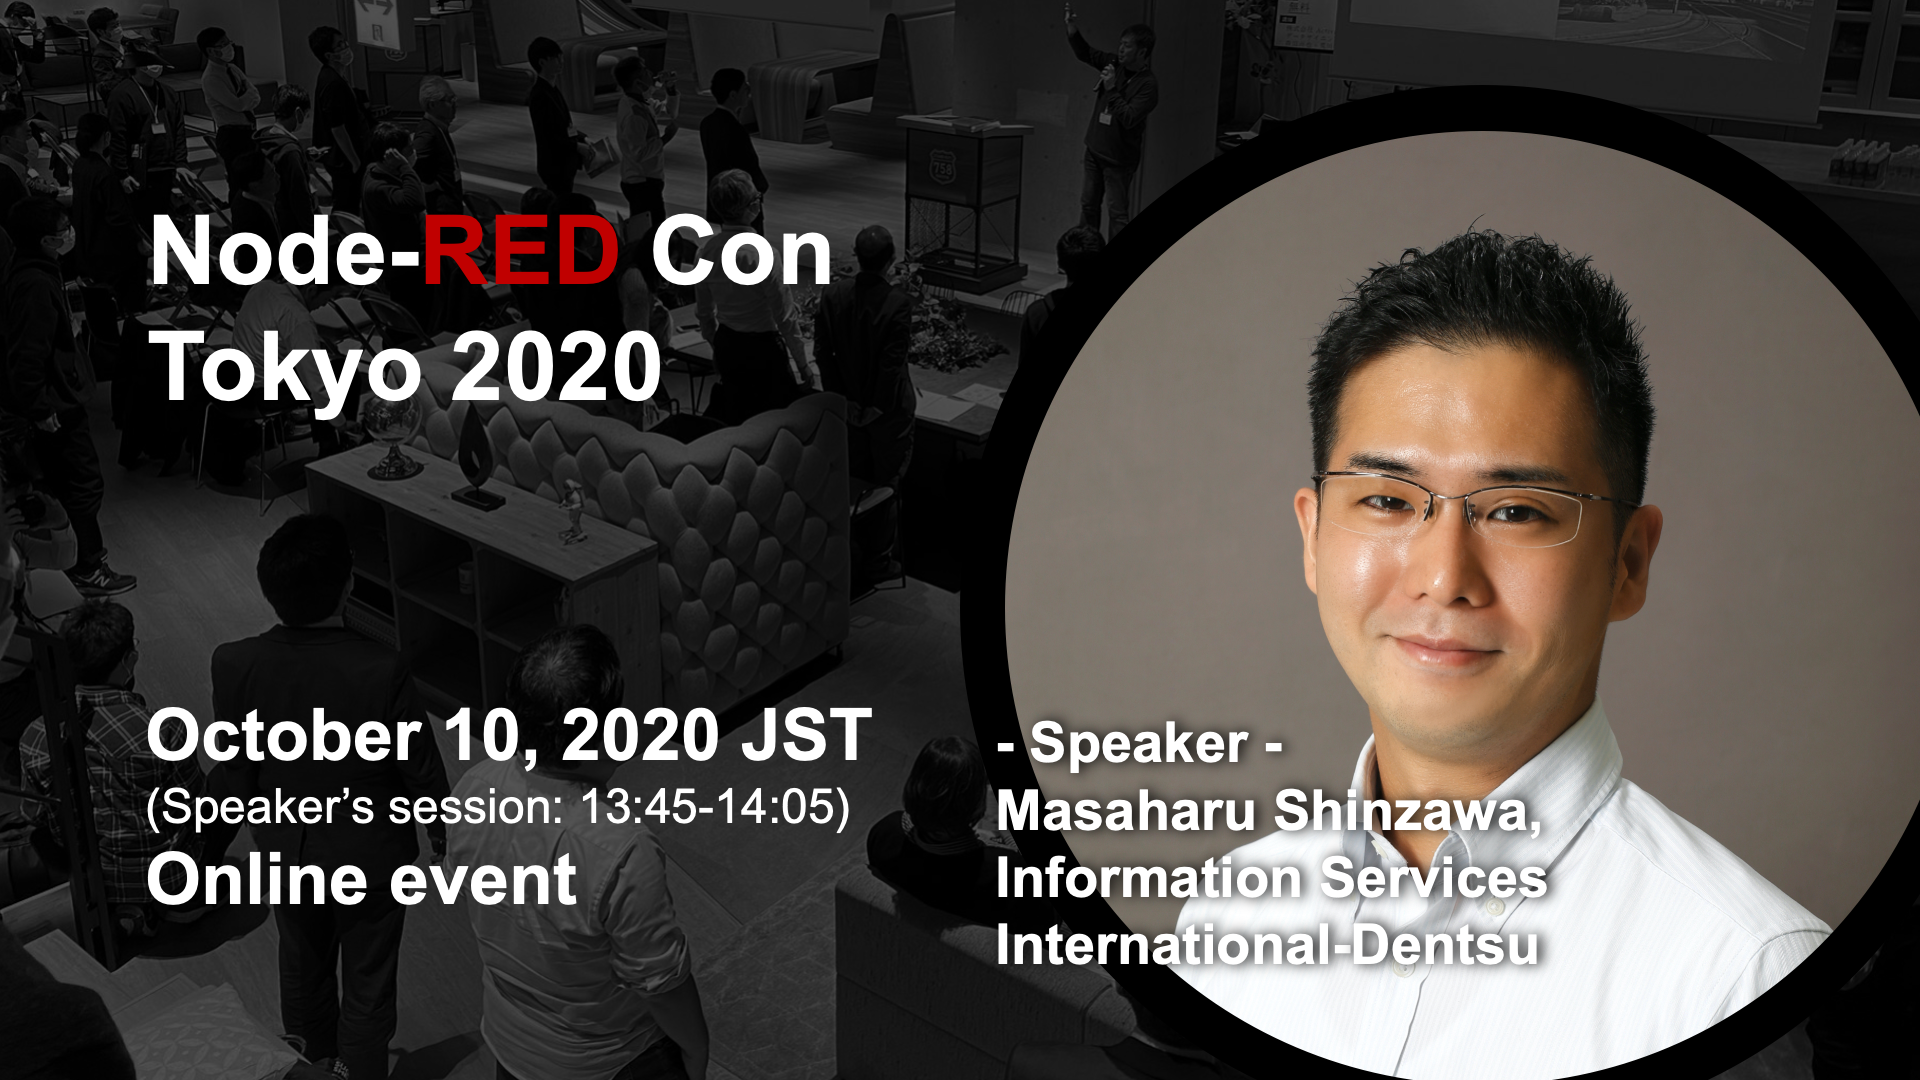 Node-RED Con
Tokyo 2020
October 10, 2020 JST
(Speaker’s session: 13:45-14:05)
Online event
- Speaker -
Masaharu Shinzawa,
Information Services
International-Dentsu
758